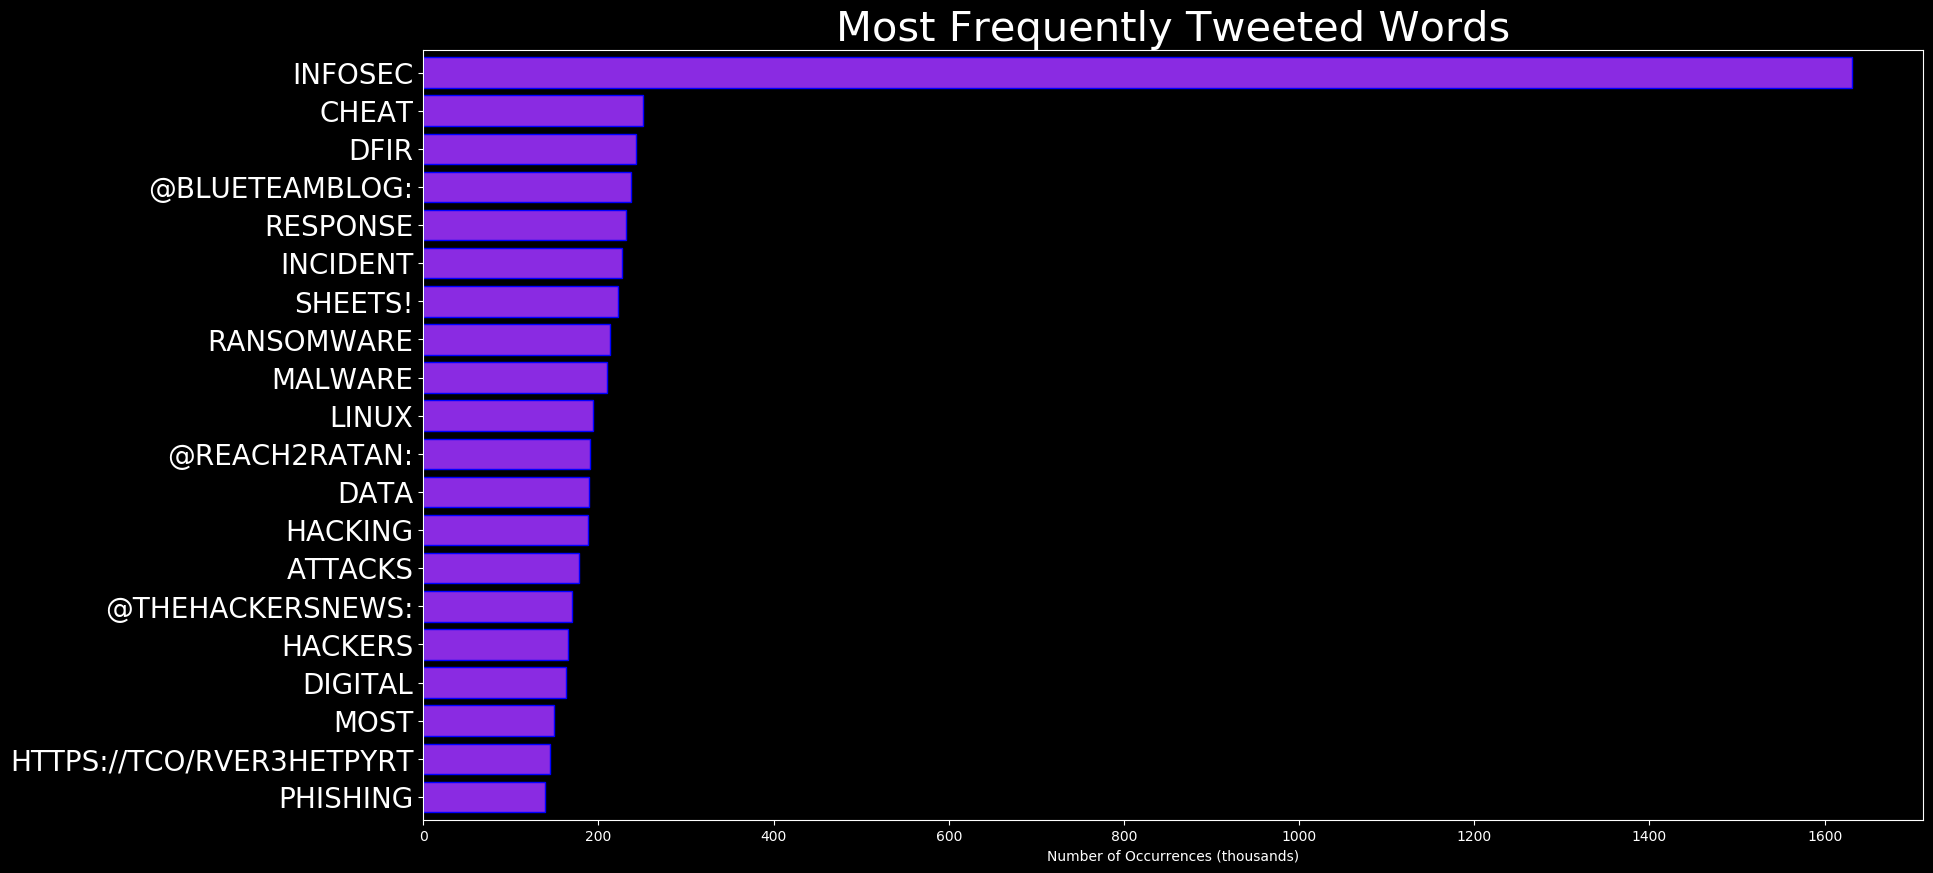 Most Frequently Tweeted Words
INFOSEC
CHEAT
DFIR
@BLUETEAMBLOG:
RESPONSE
INCIDENT
SHEETS!
RANSOMWARE
MALWARE
LINUX
@REACH2RATAN:
DATA
HACKING
ATTACKS
@THEHACKERSNEWS:
HACKERS
DIGITAL
MOST
HTTPS://TCO/RVER3HETPYRT
PHISHING
0 200 400 600 800 1000 1200 1400 1600
Number of Occurrences (thousands)